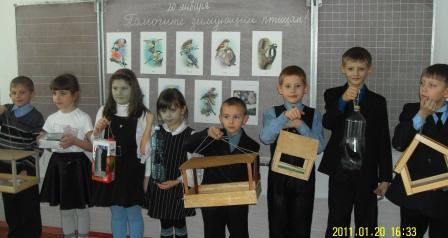 20 января
Помогите зимующим птицам!
2011.01.20 16:33